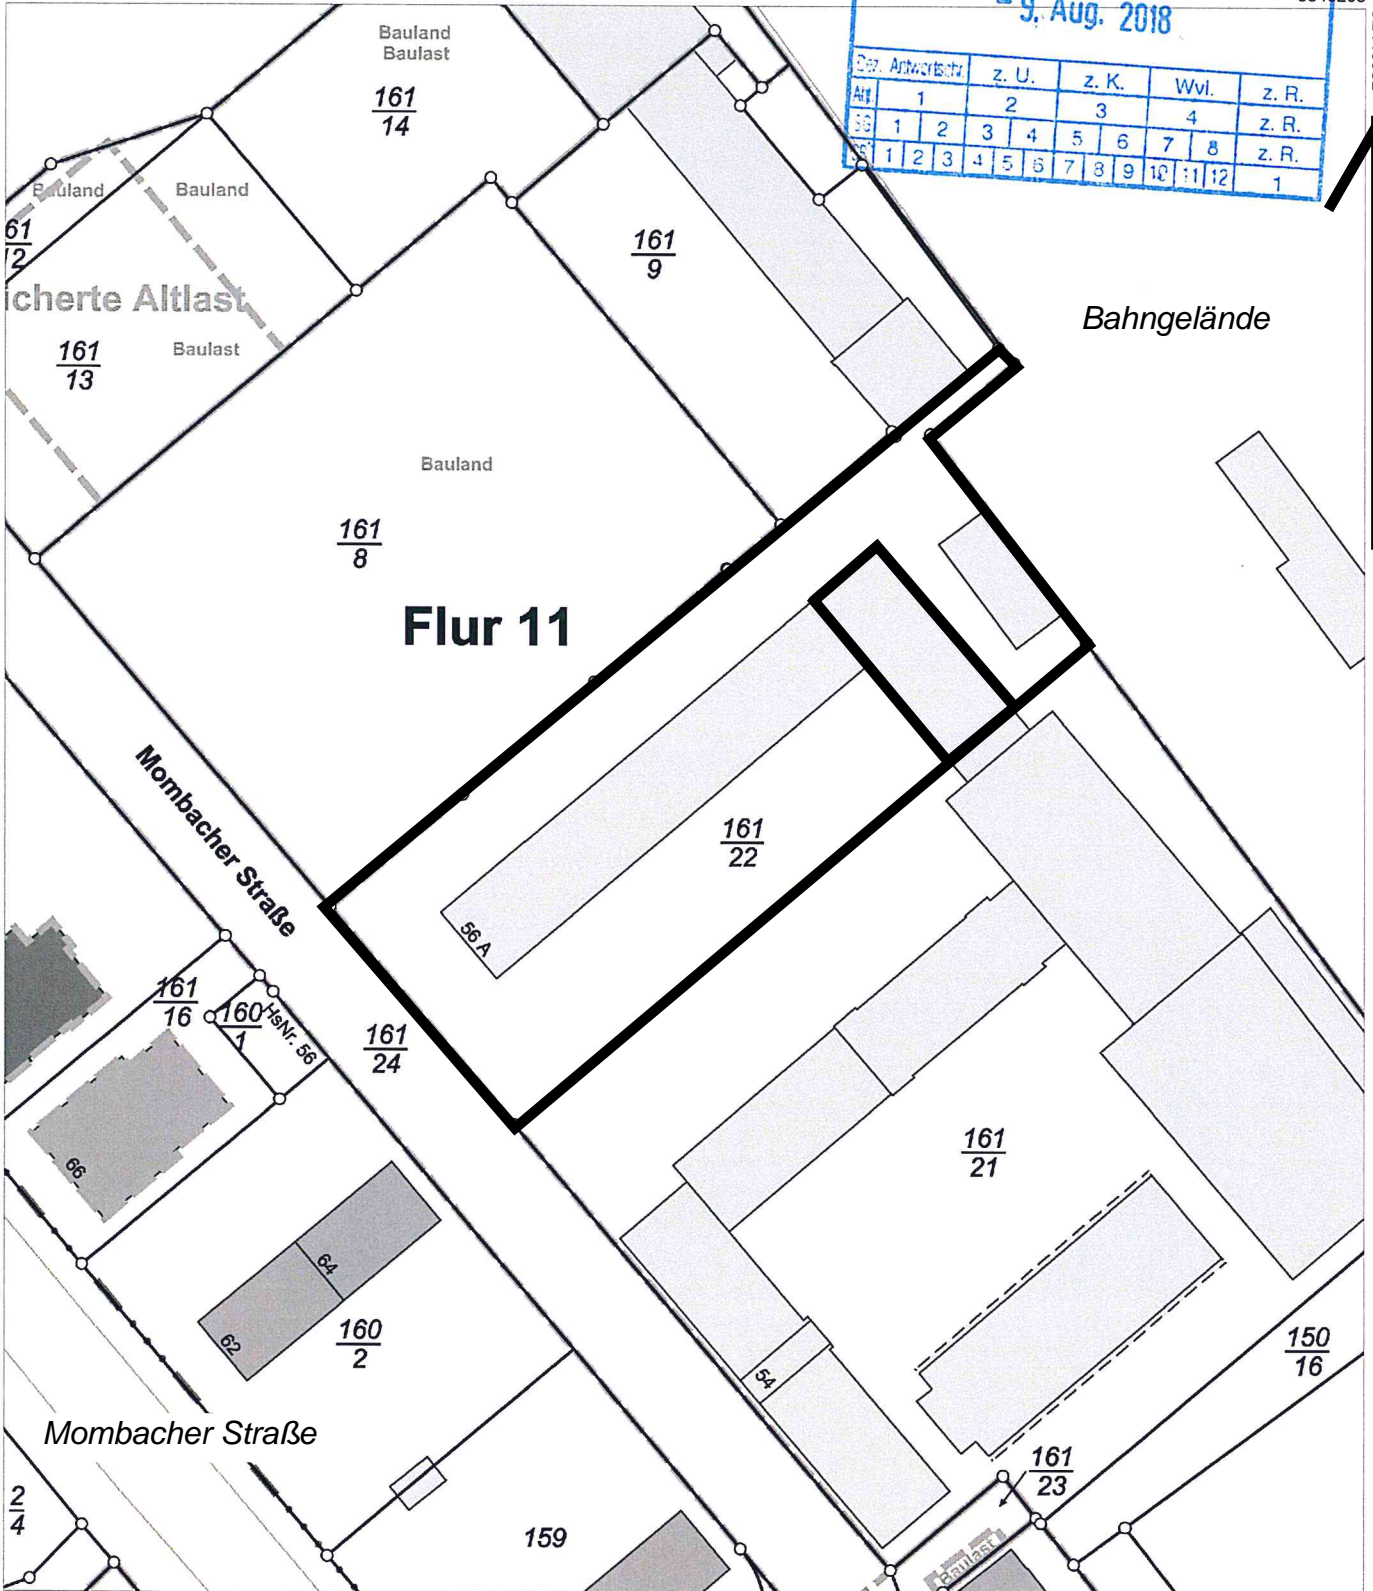 9. Aug. 2018
z. U. z. K. Wvl. z. R.
1 2 3 4 z. R.
1 2 3 4 5 6 7 8 z. R.
1 2 3 4 5 6 7 8 9 10 11 12 1
Bauland
Baulast
161
14
Bauland
Bauland
61
161
9
icherte Altlast
Bahngelände
161
13
Baulast
Bauland
161
8
Flur 11
Mombacher Straße
161
22
56 A
161
16
160
1
HsNr. 56
161
24
66
161
21
64
62
160
2
150
16
54
Mombacher Straße
161
23
2
4
159
Baulast